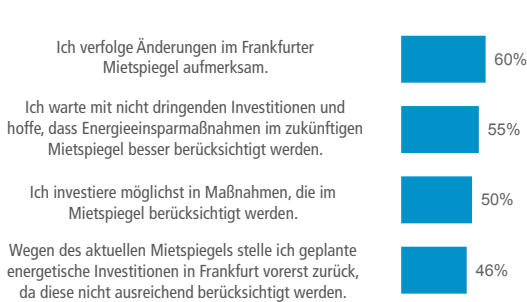 Ich verfolge Änderungen im Frankfurter
Mietspiegel aufmerksam.
60%
Ich warte mit nicht dringenden Investitionen und
hoffe, dass Energieeinsparmaßnahmen im zukünftigen
Mietspiegel besser berücksichtigt werden.
55%
Ich investiere möglichst in Maßnahmen, die im
Mietspiegel berücksichtigt werden.
50%
Wegen des aktuellen Mietspiegels stelle ich geplante
energetische Investitionen in Frankfurt vorerst zurück,
da diese nicht ausreichend berücksichtigt werden.
46%